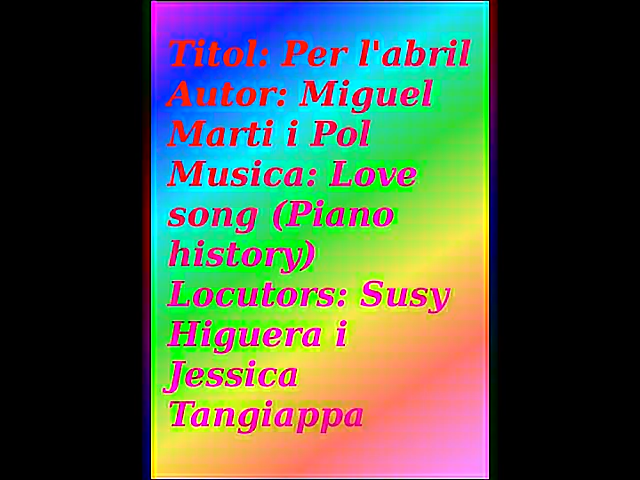 Titol: Per l'abril
Autor: Miguel
Marti i Pol
Musica: Love
song (Piano
history)
Locutors: Susy
Higuera i
Jessica
Tangiappa